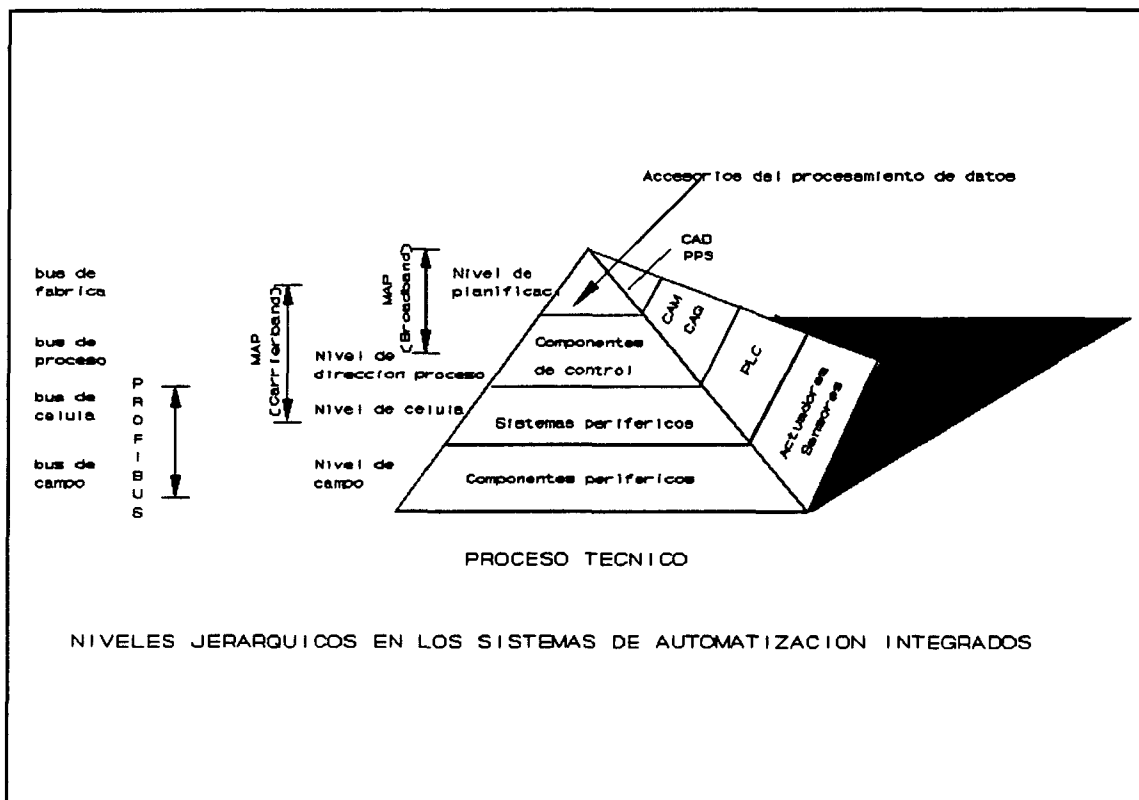 Accesorios del procesamiento de datos
CAD
PPS
bus de
fabrica
MAP
(Broadband)
Nivel de
planificac
CAM
CAQ
bus de
proceso
MAP
(Carrierband)
Nivel de
direccion proceso
Componentes
de control
PLC
bus de
celula
PROFIBUS
Nivel de celula
Sistemas perifericos
Actuadores
Sensores
bus de
campo
Nivel de
campo
Componentes perifericos
PROCESO TECNICO
NIVELES JERARQUICOS EN LOS SISTEMAS DE AUTOMATIZACION INTEGRADOS